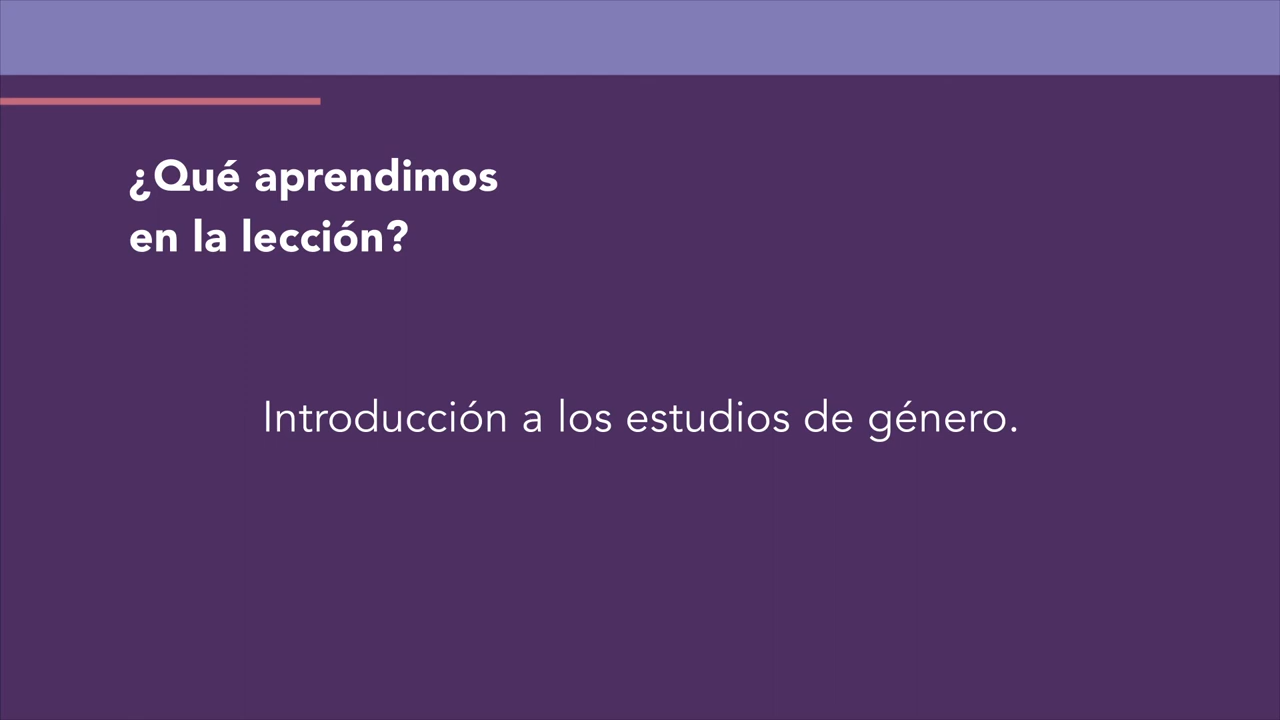 ¿Qué aprendimos
en la lección?
Introducción a los estudios de género.